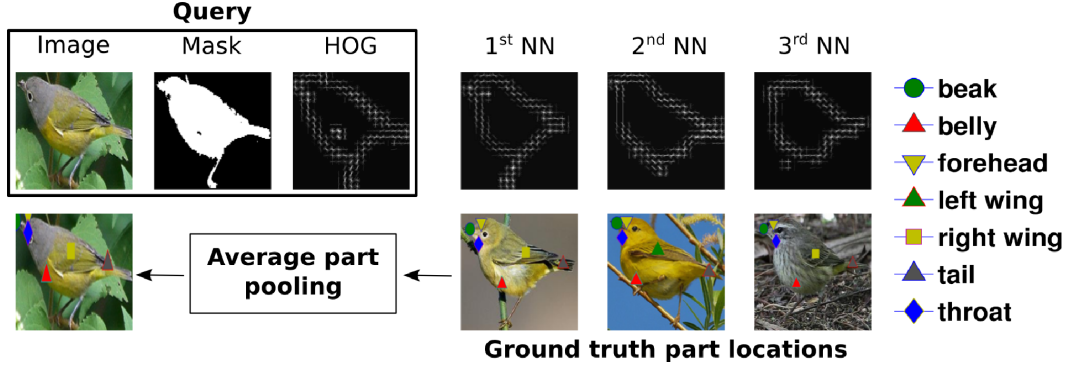 Query
Image Mask HOG 1st NN 2nd NN 3rd NN
beak
belly
forehead
left wing
right wing
tail
throat
Average part
pooling
Ground truth part locations